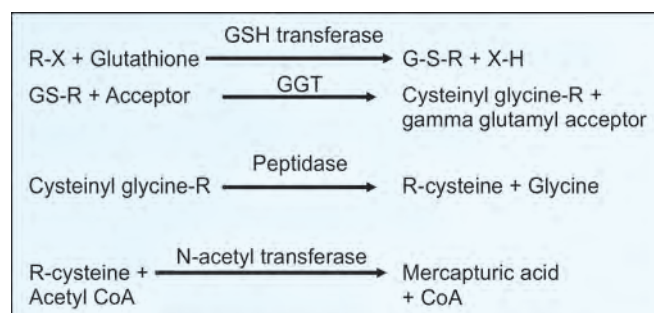 GSH transferase
R-X + Glutathione G-S-R + X-H
GGT
GS-R + Acceptor Cysteinyl glycine-R +
gamma glutamyl acceptor
Peptidase
Cysteinyl glycine-R R-cysteine + Glycine
N-acetyl transferase
R-cysteine + Mercapturic acid
Acetyl CoA + CoA